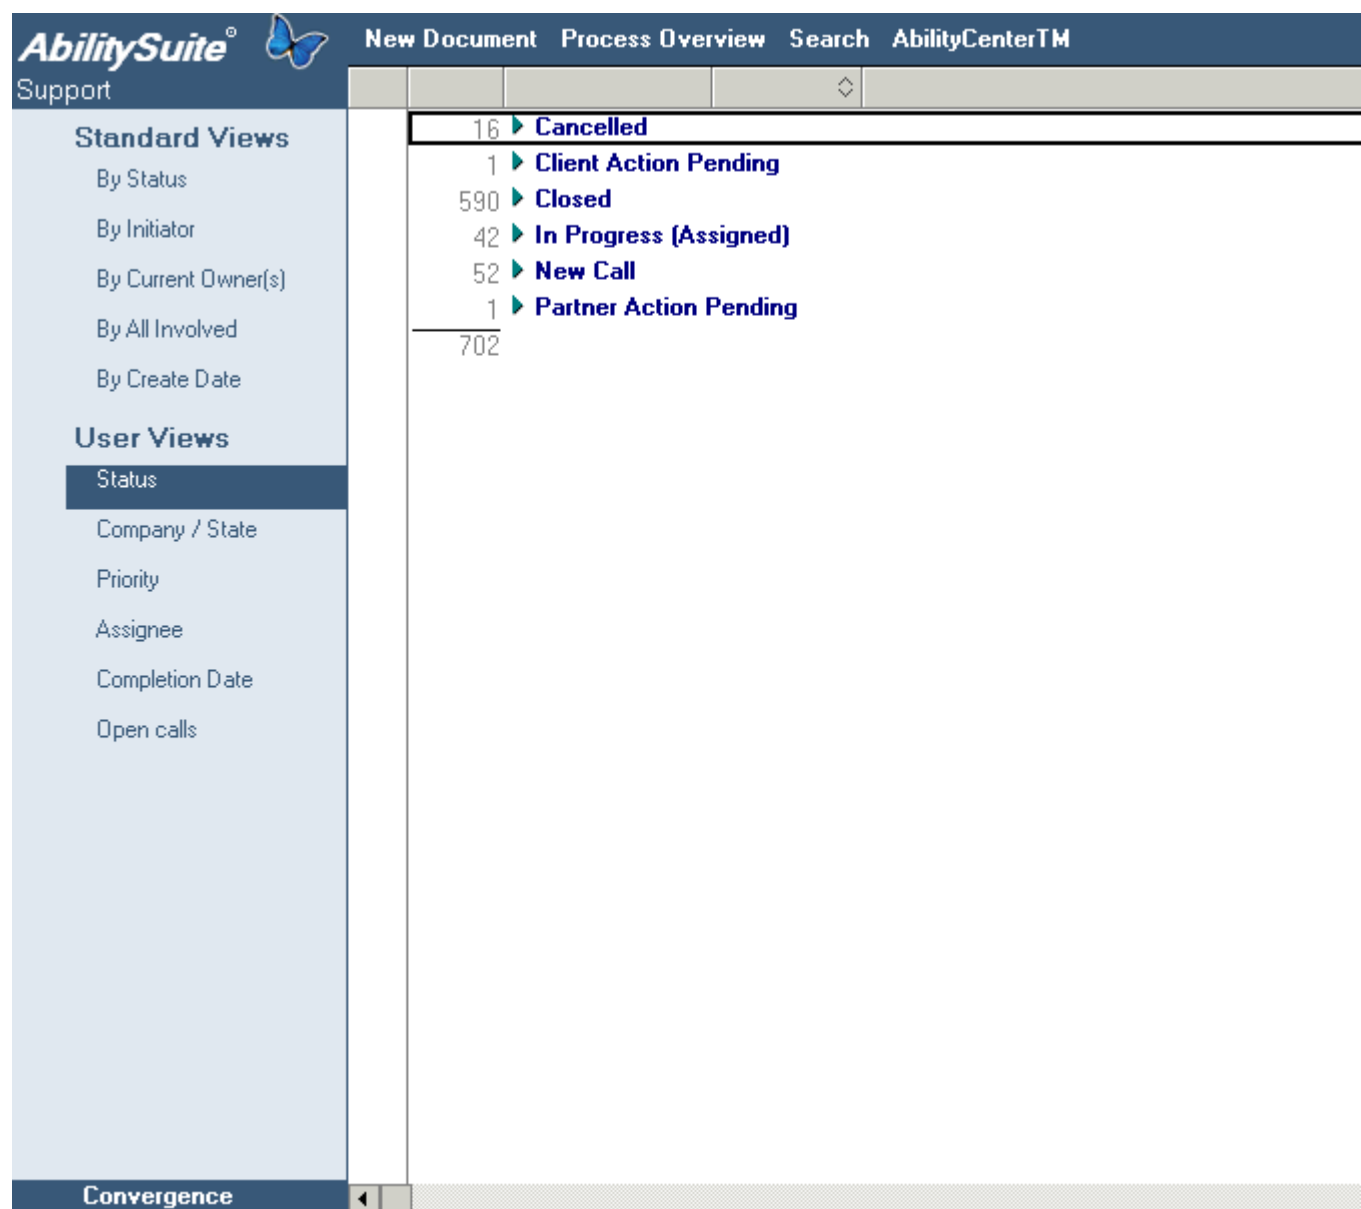 AbilitySuite®
Support
New Document Process Overview Search AbilityCenterTM
Standard Views
By Status
By Initiator
By Current Owner(s)
By All Involved
By Create Date
User Views
Status
Company / State
Priority
Assignee
Completion Date
Open calls
Convergence
16 Cancelled
1 Client Action Pending
590 Closed
42 In Progress (Assigned)
52 New Call
1 Partner Action Pending
702